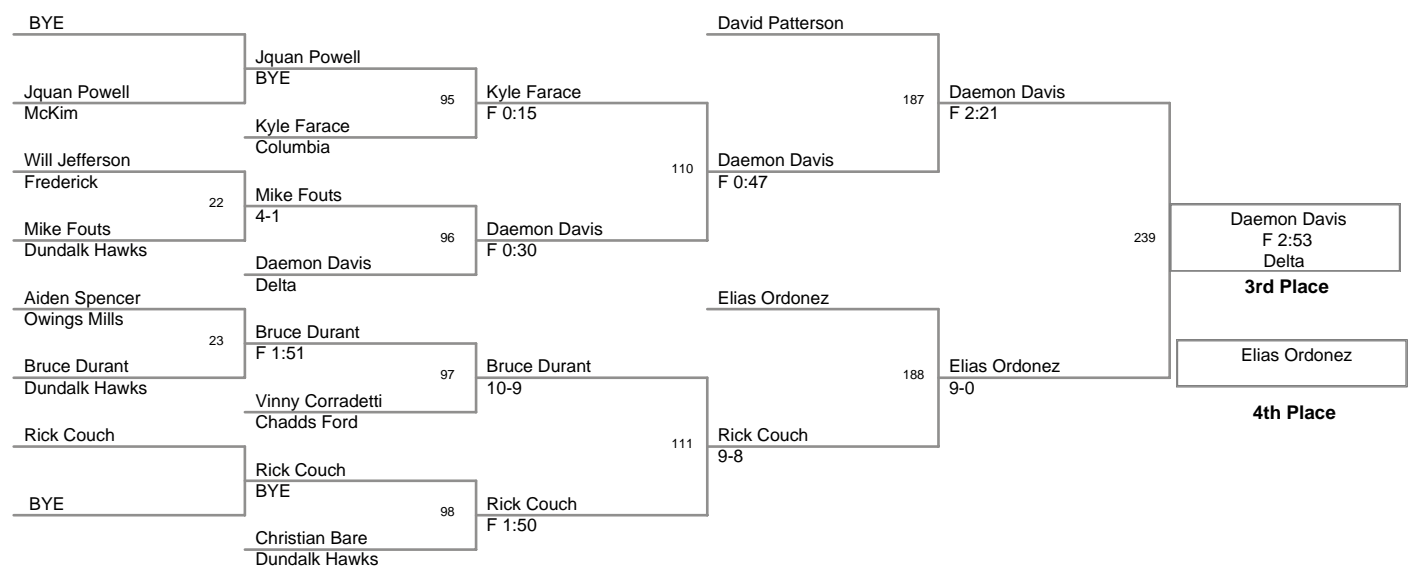 BYE
Jquan Powell
McKim
Will Jefferson
Frederick
22
Mike Fouts
Dundalk Hawks
Aiden Spencer
Owings Mills
23
Bruce Durant
Dundalk Hawks
Rick Couch
BYE
Jquan Powell
BYE
95
Kyle Farace
Columbia
Mike Fouts
4-1
96
Daemon Davis
Delta
Bruce Durant
F 1:51
97
Vinny Corradetti
Chadds Ford
Rick Couch
BYE
98
Christian Bare
Dundalk Hawks
Kyle Farace
F 0:15
110
Daemon Davis
F 0:30
Bruce Durant
10-9
111
Rick Couch
F 1:50
David Patterson
187
Daemon Davis
F 0:47
Elias Ordonez
188
Rick Couch
9-8
Daemon Davis
F 2:21
239
Elias Ordonez
9-0
Daemon Davis
F 2:53
Delta
3rd Place
Elias Ordonez
4th Place